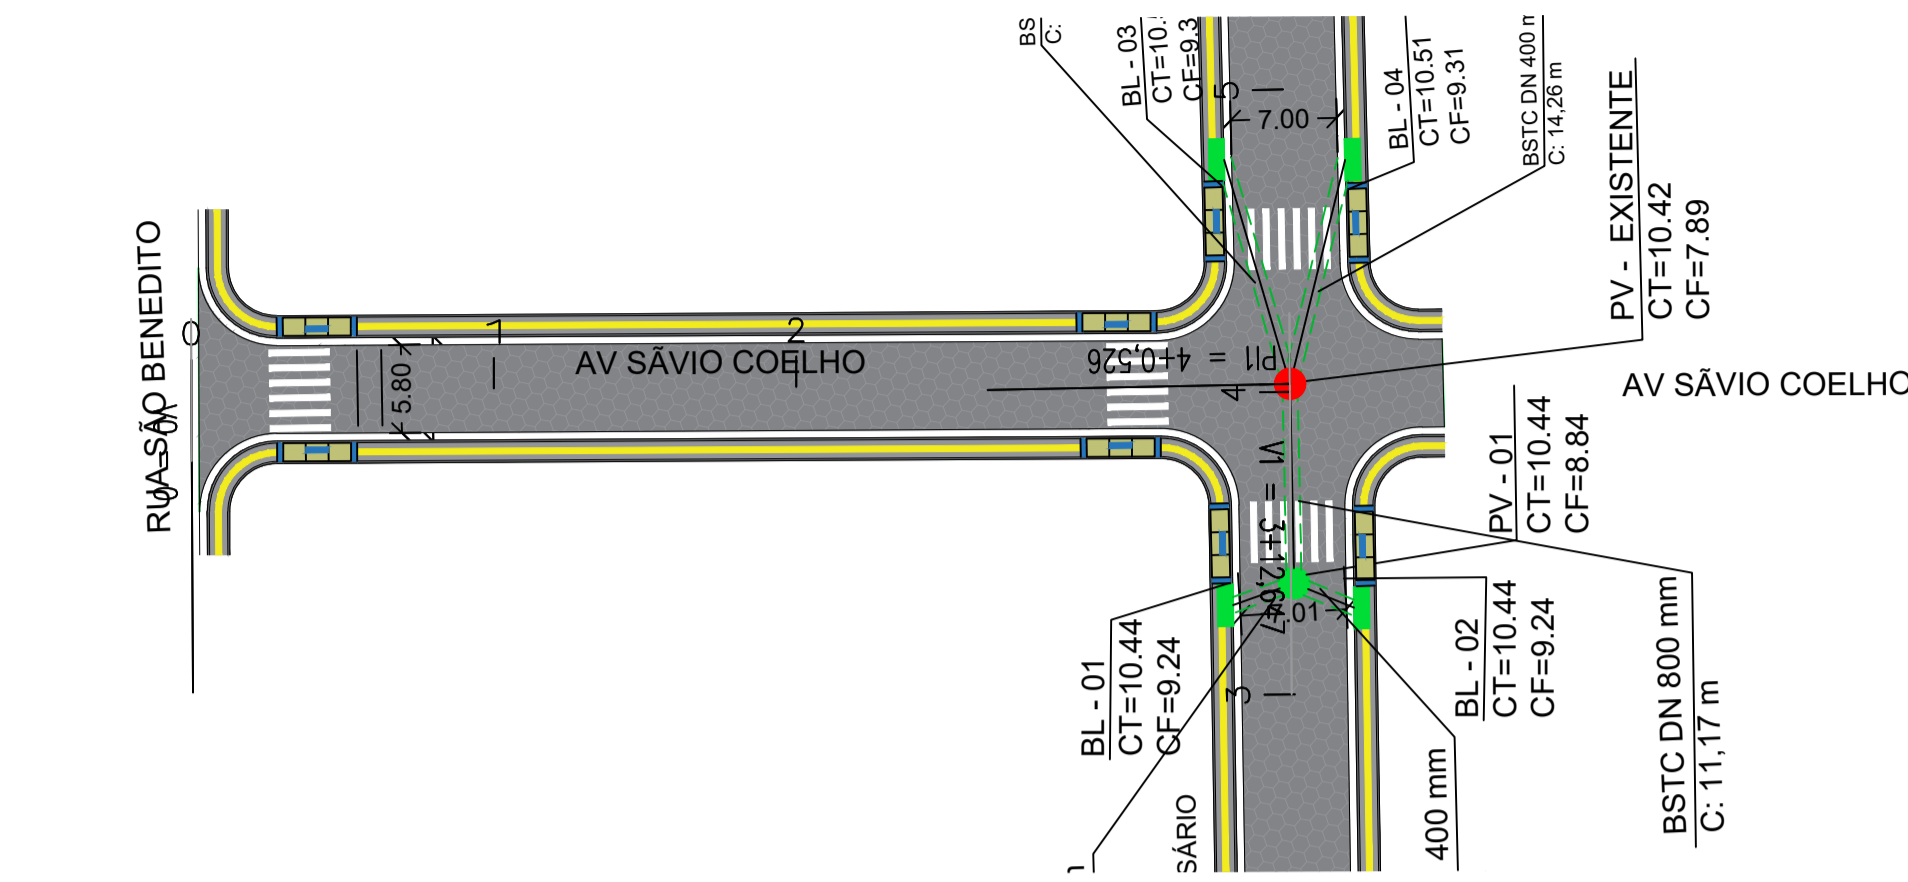 BS
C:
BL - 03
CT=10.
CF=9.3
5
7.00
BL - 04
CT=10.51
CF=9.31
BSTC DN 400 m
C: 14,26 m
PV - EXISTENTE
CT=10.42
CF=7.89
RUA SÃO BENEDITO
0
1
2
AV SÃVIO COELHO
5.80
PI1 = 4+0,526
4
AV SÃVIO COELHO
V1 = 3+12,647
PV - 01
CT=10.44
CF=8.84
BL - 01
CT=10.44
CF=9.24
.01
BL - 02
CT=10.44
CF=9.24
3
BSTC DN 800 mm
C: 11,17 m
400 mm
SÁRIO